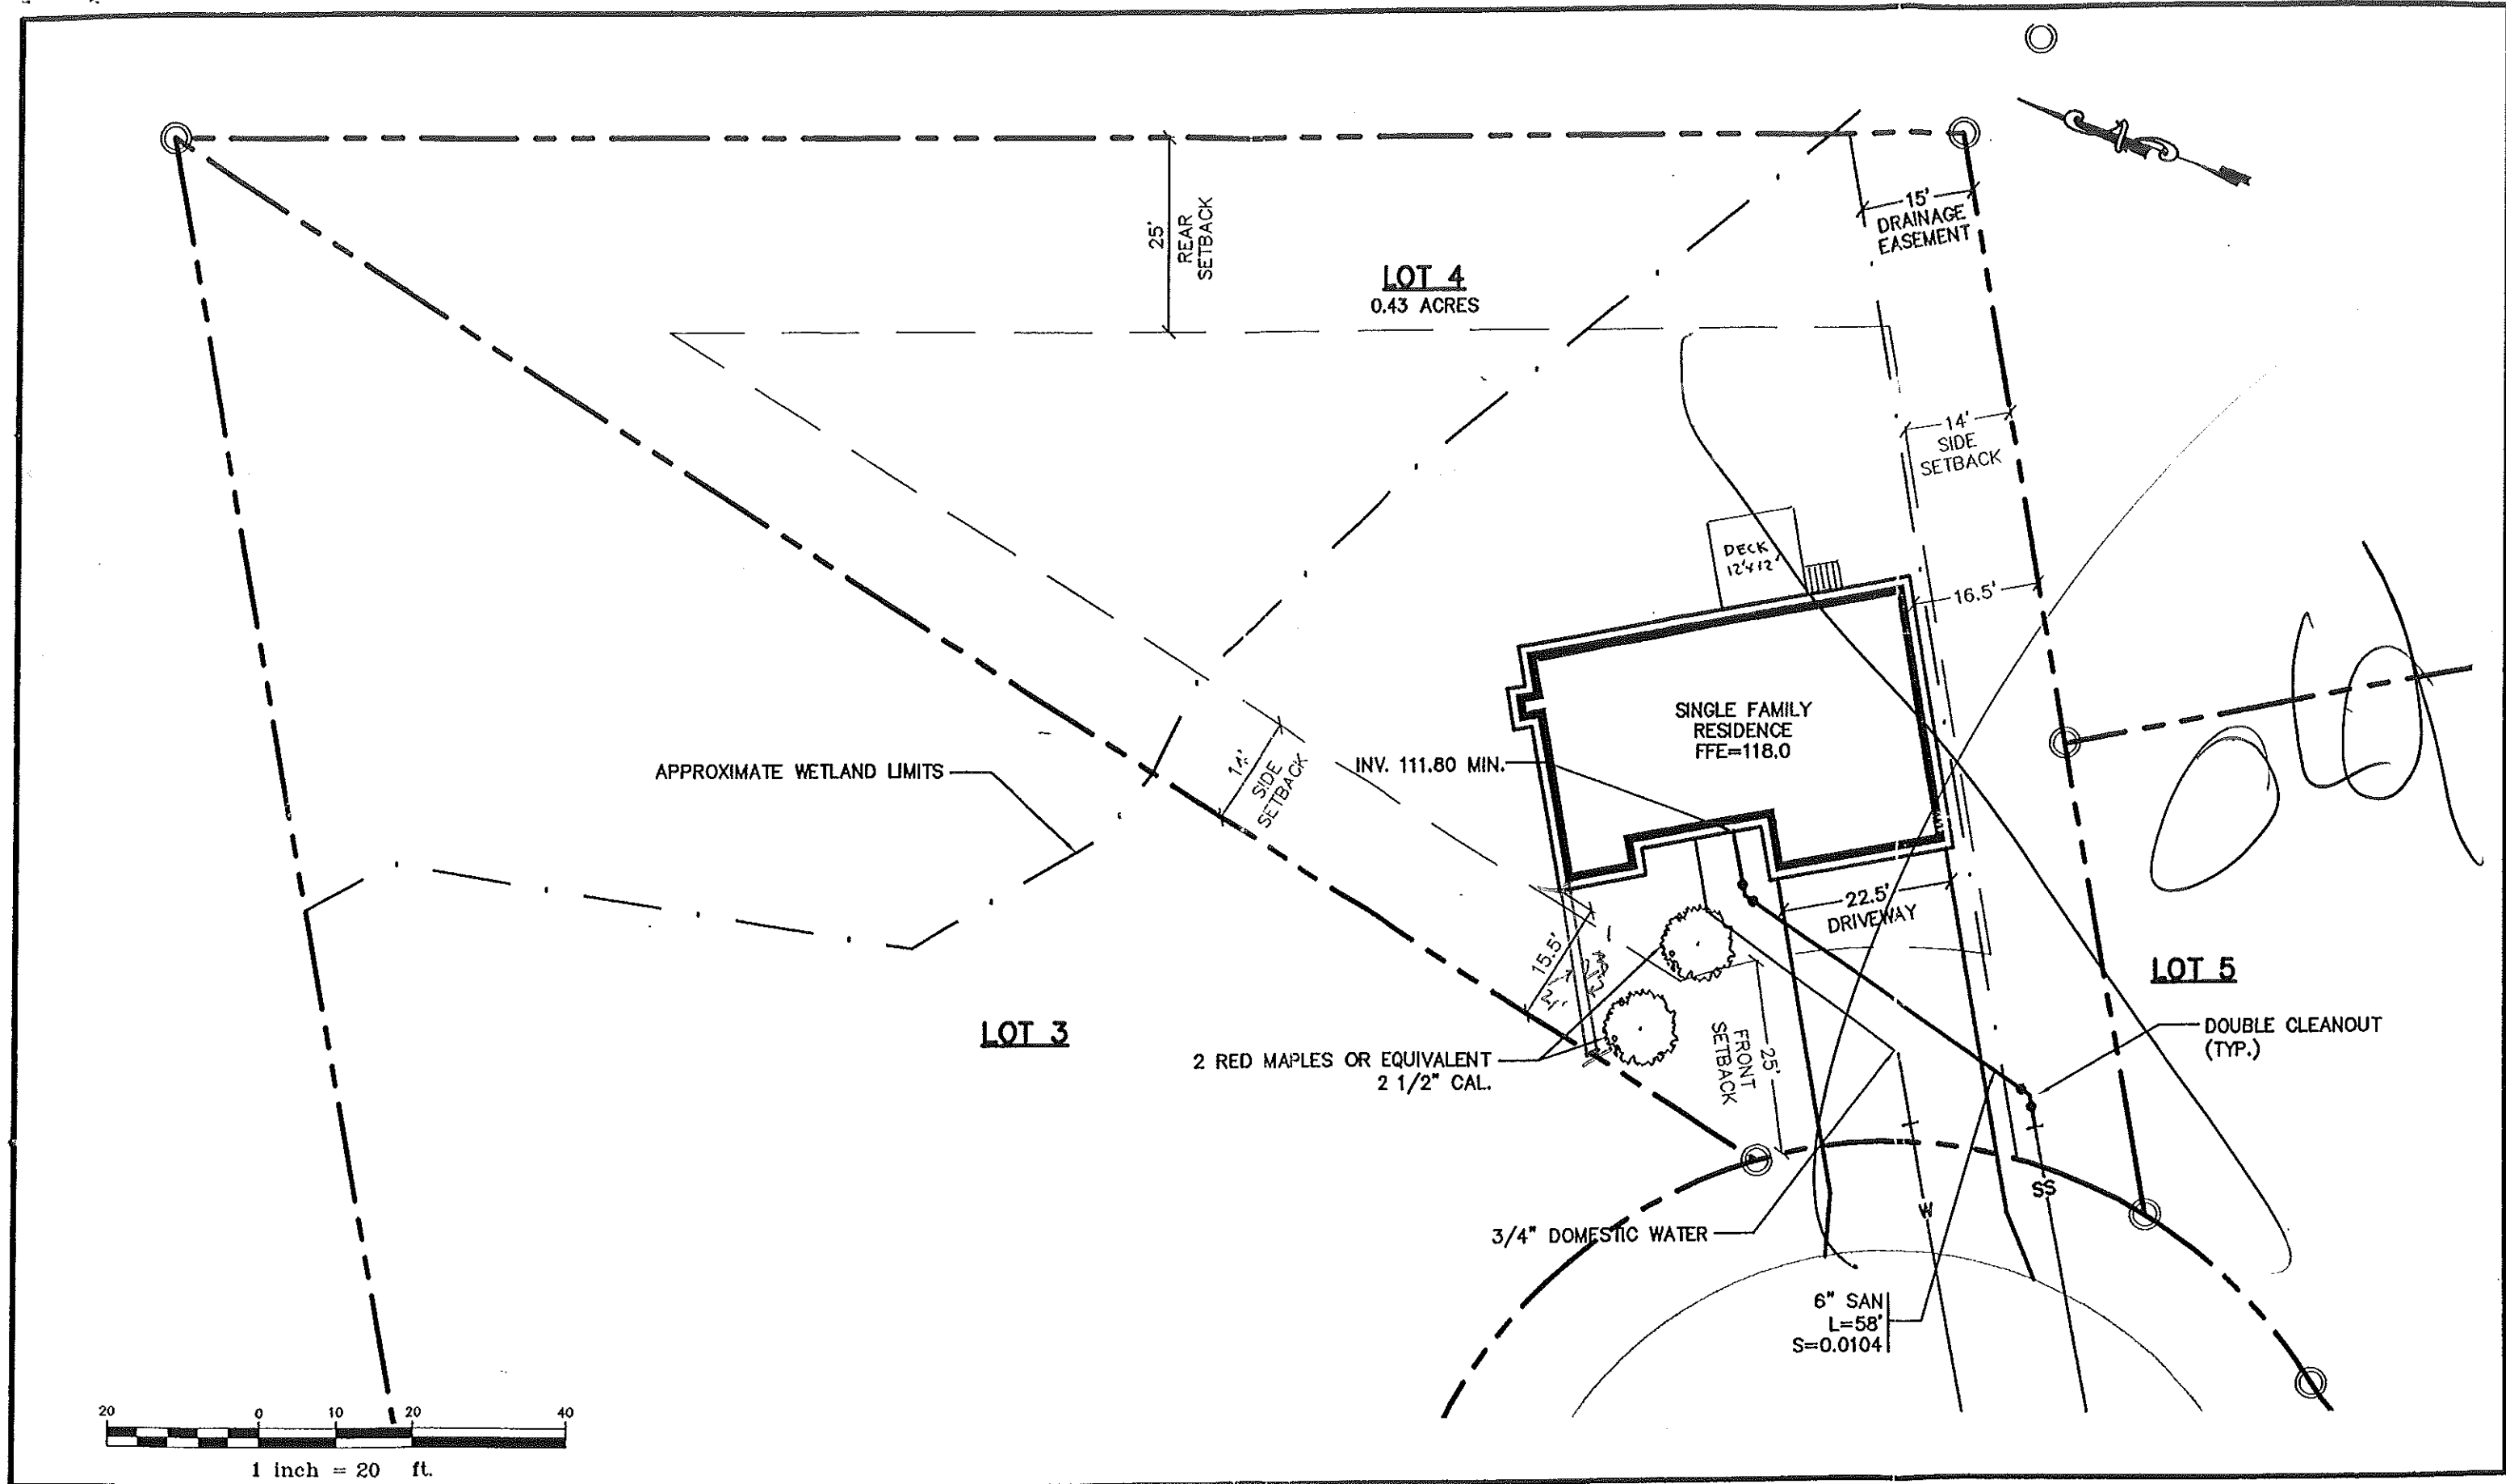 15'
DRAINAGE
EASEMENT
25'
REAR
SETBACK
LOT 4
0.43 ACRES
14'
SIDE
SETBACK
DECK
12'x12'
16.5'
SINGLE FAMILY
RESIDENCE
FFE=118.0
INV. 111.80 MIN.
APPROXIMATE WETLAND LIMITS
14'
SIDE
SETBACK
22.5'
DRIVEWAY
15.5'
LOT 5
LOT 3
2 RED MAPLES OR EQUIVALENT
2 1/2" CAL.
25'
FRONT
SETBACK
DOUBLE CLEANOUT
(TYP.)
SS
W
3/4" DOMESTIC WATER
6" SAN
L=58'
S=0.0104
20 0 10 20 40
1 inch = 20 ft.